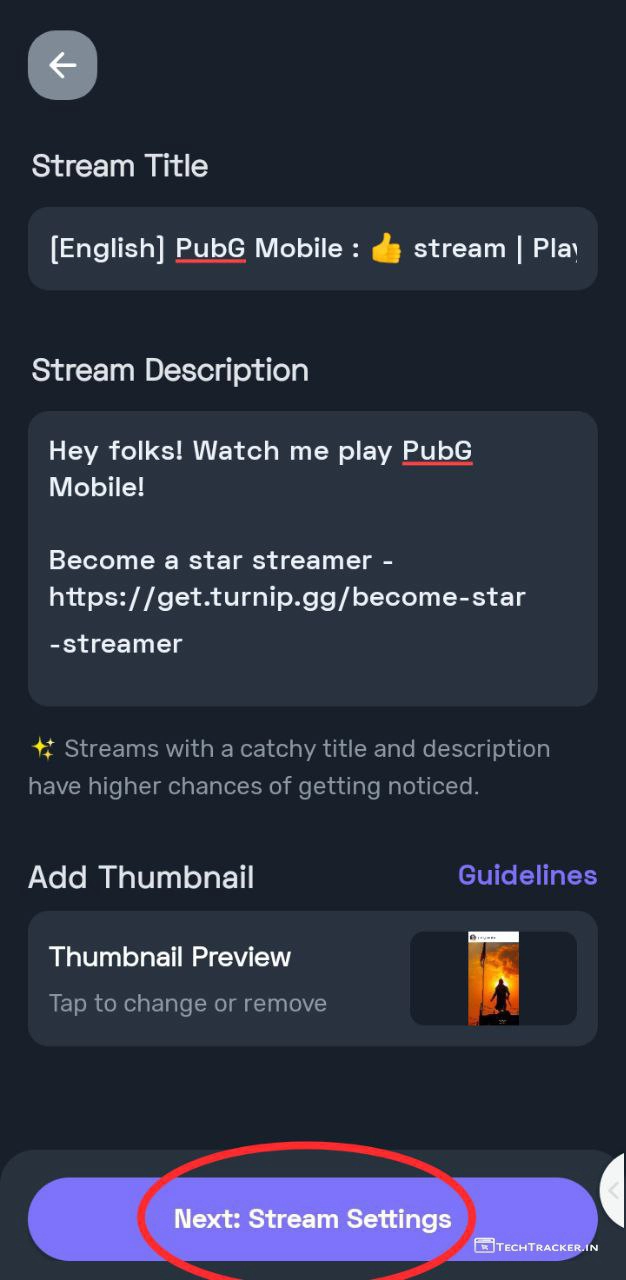 Stream Title
[English] PubG Mobile : 👍 stream | Play
Stream Description
Hey folks! Watch me play PubG
Mobile!
Become a star streamer -
https://get.turnip.gg/become-star
-streamer
✨ Streams with a catchy title and description
have higher chances of getting noticed.
Add Thumbnail
Guidelines
Thumbnail Preview
Tap to change or remove
Next: Stream Settings
TECHTRACKER.IN